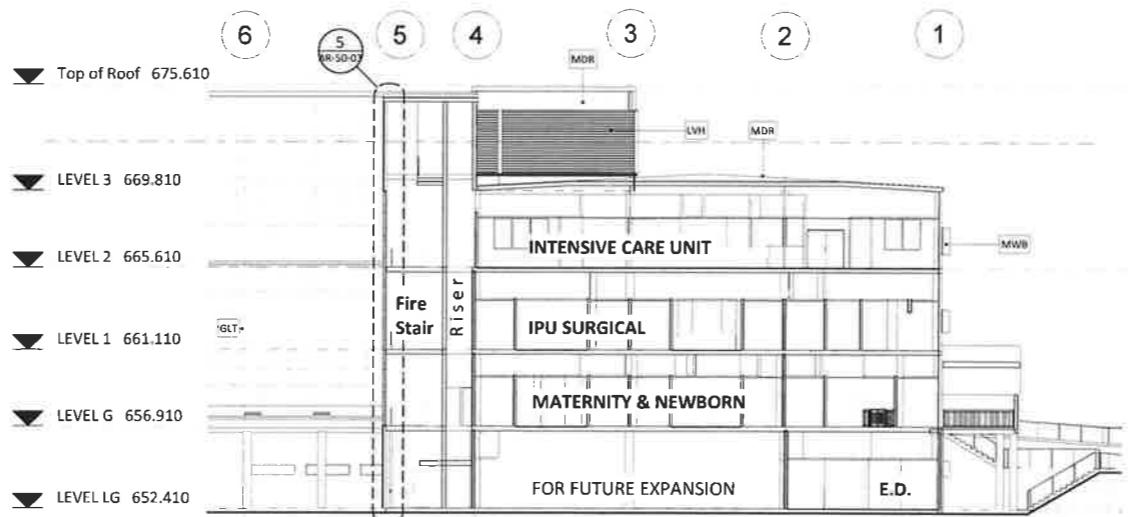 6
5
4
3
2
1
5
AR-50-03
Top of Roof 675.610
MDR
LVH
MDR
LEVEL 3 669.810
INTENSIVE CARE UNIT
MWB
LEVEL 2 665.610
Fire
Stair
Riser
IPU SURGICAL
GLT
LEVEL 1 661.110
MATERNITY & NEWBORN
LEVEL G 656.910
FOR FUTURE EXPANSION
E.D.
LEVEL LG 652.410